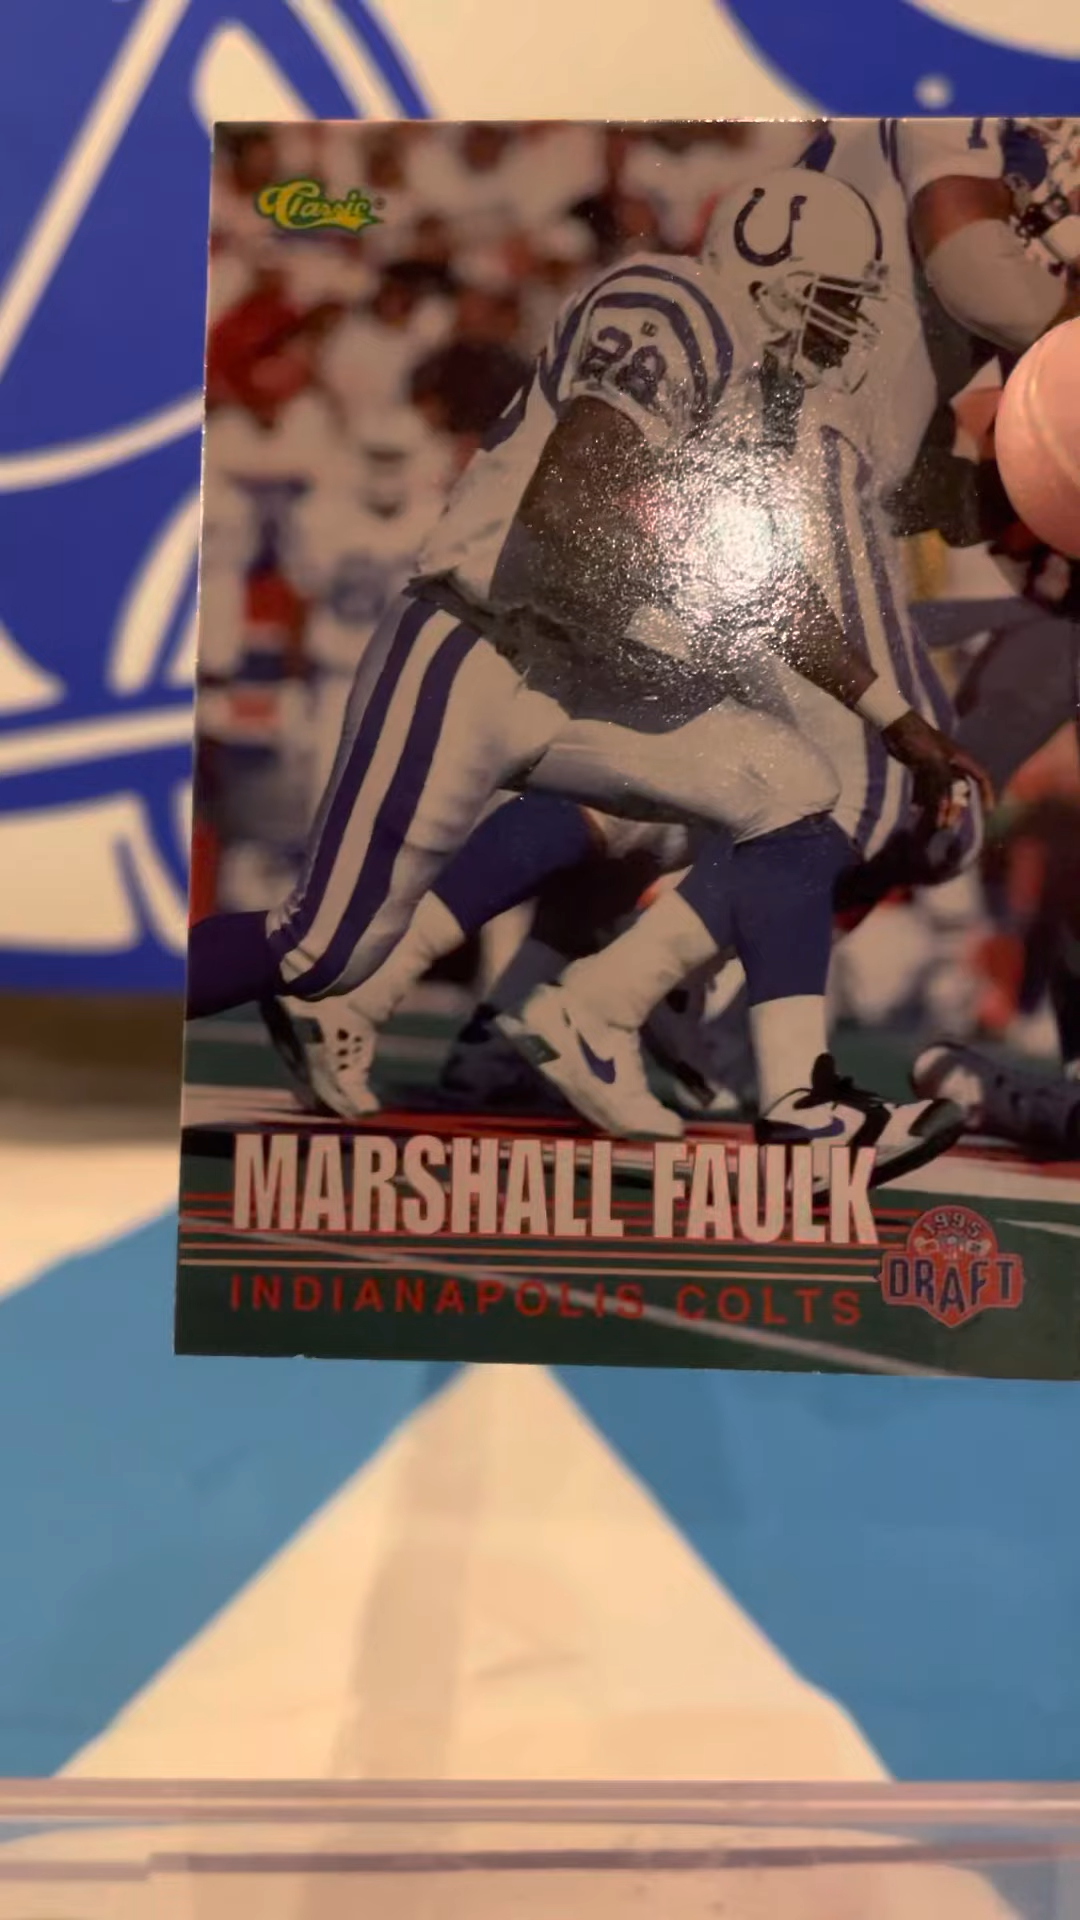 Classic®
28
MARSHALL FAULK
INDIANAPOLIS COLTS
1995
DRAFT